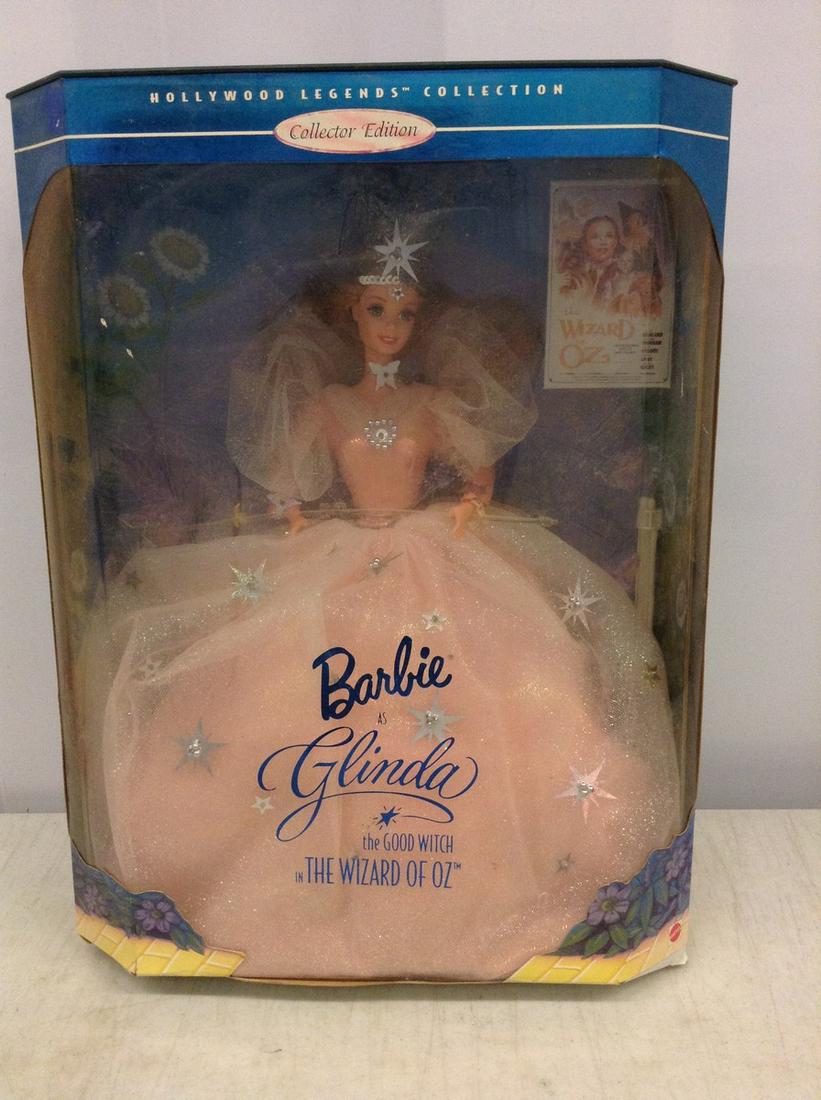 HOLLYWOOD LEGENDS™ COLLECTION
Collector Edition
WIZARD
OZ
Barbie
AS
Glinda
the GOOD WITCH
IN THE WIZARD OF OZ™